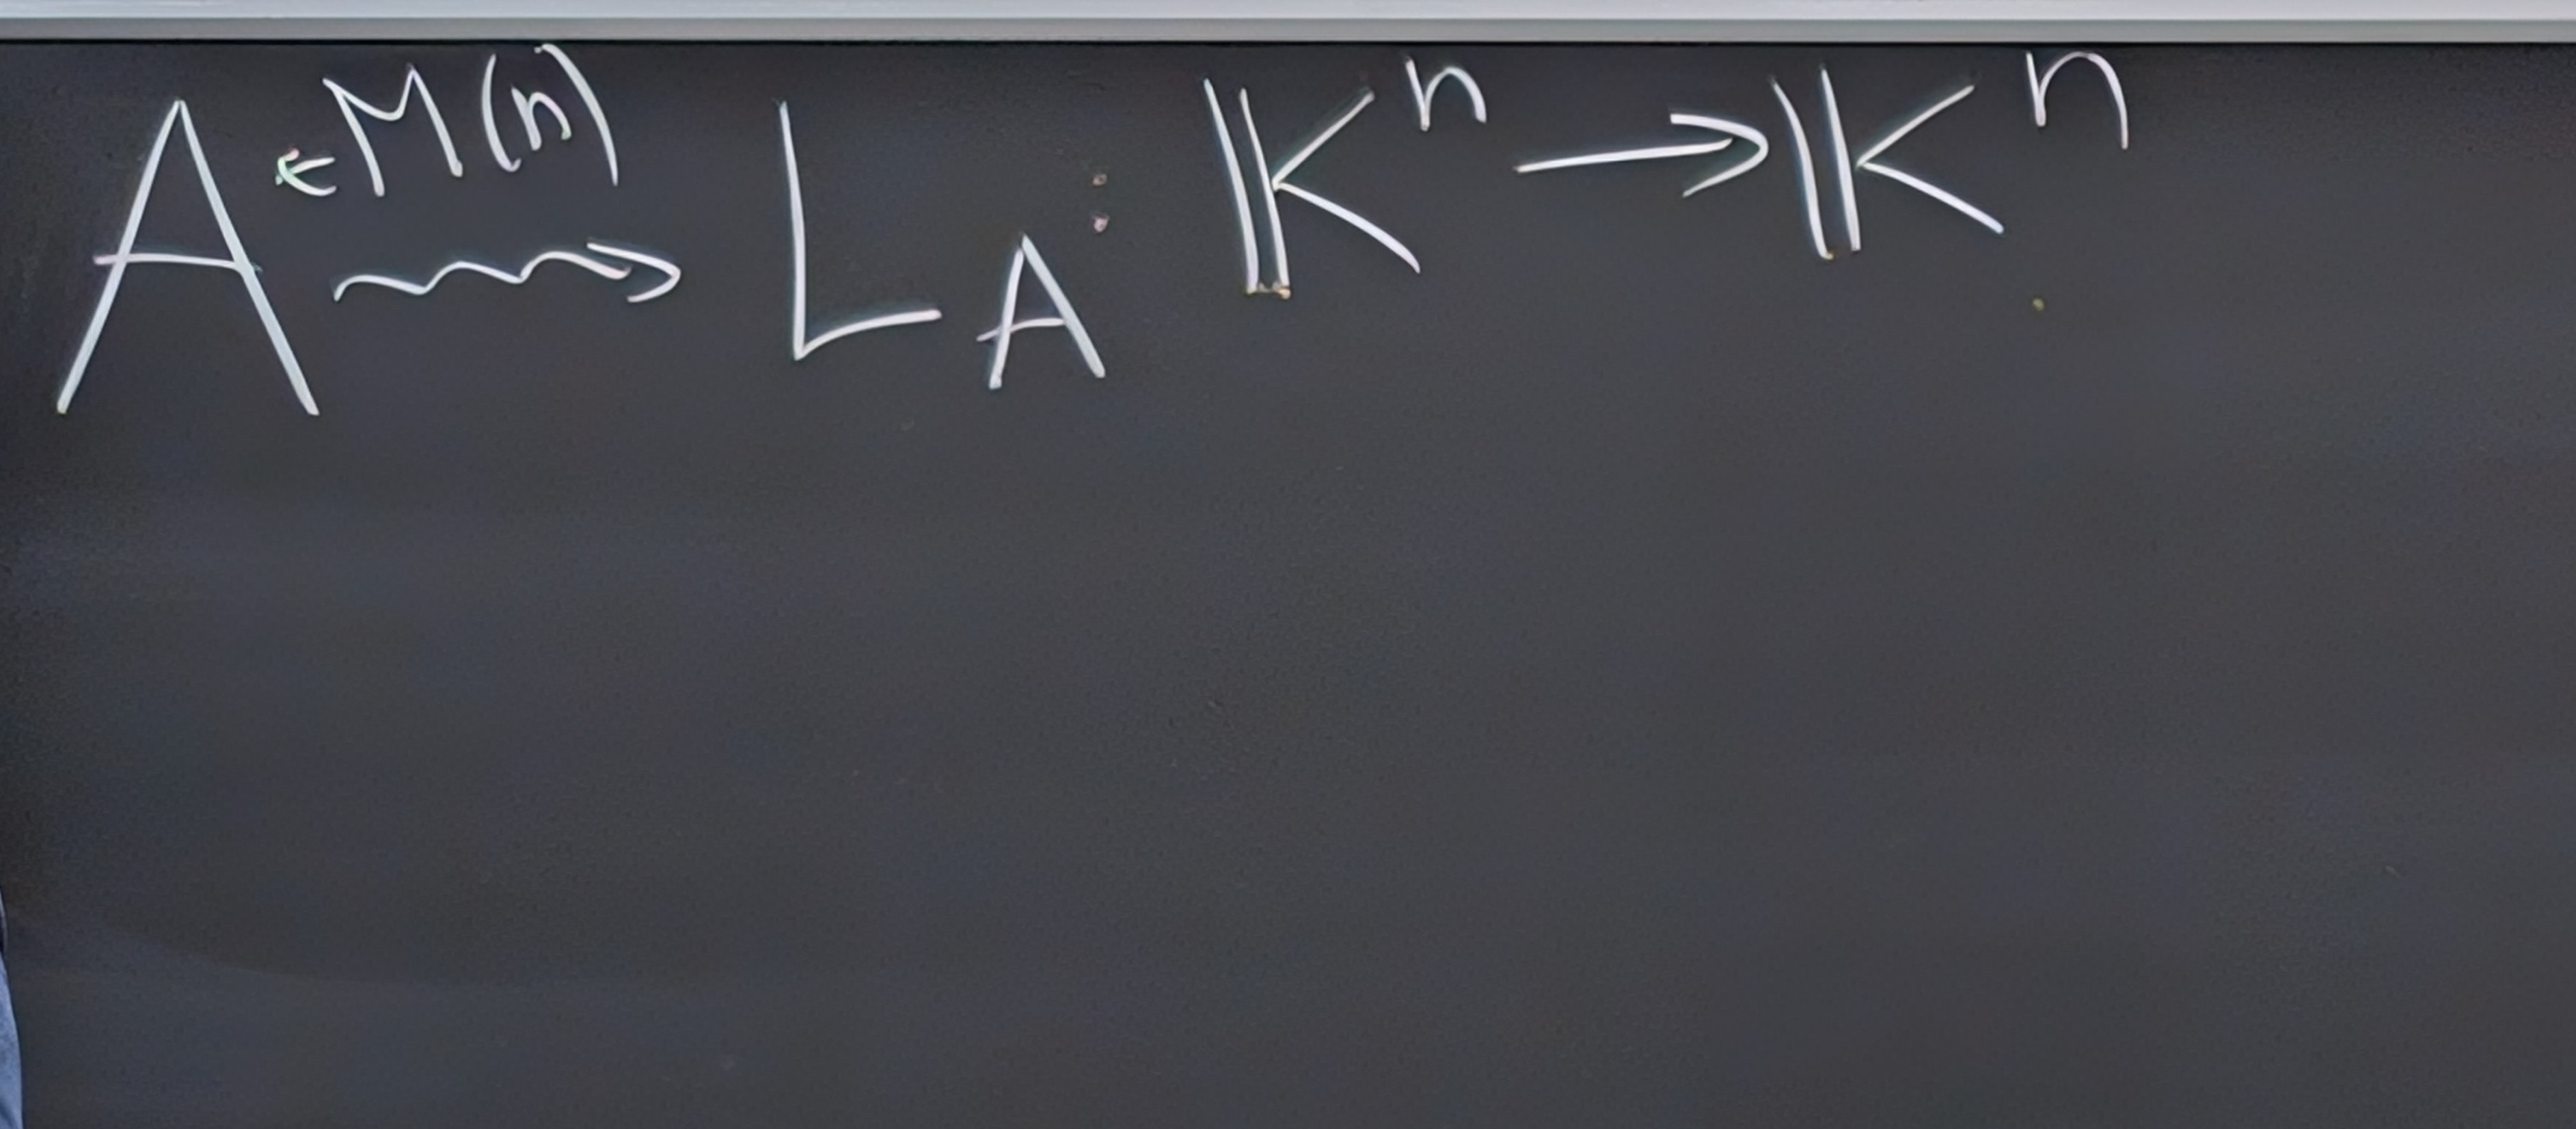 A ∈ M(n) ⇝ L_A : 𝕂ⁿ → 𝕂ⁿ